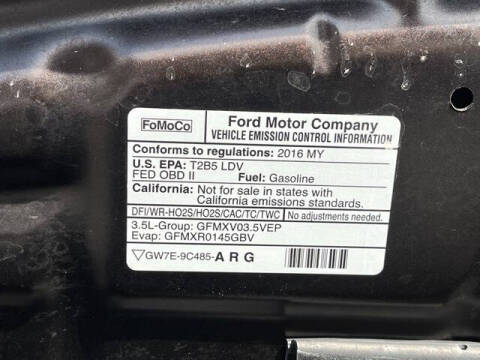 FoMoCo
Ford Motor Company
VEHICLE EMISSION CONTROL INFORMATION
Conforms to regulations: 2016 MY
U.S. EPA: T2B5 LDV
FED OBD II Fuel: Gasoline
California: Not for sale in states with
California emissions standards.
DFI/WR-HO2S/HO2S/CAC/TC/TWC No adjustments needed.
3.5L-Group: GFMXV03.5VEP
Evap: GFMXR0145GBV
GW7E-9C485-A R G